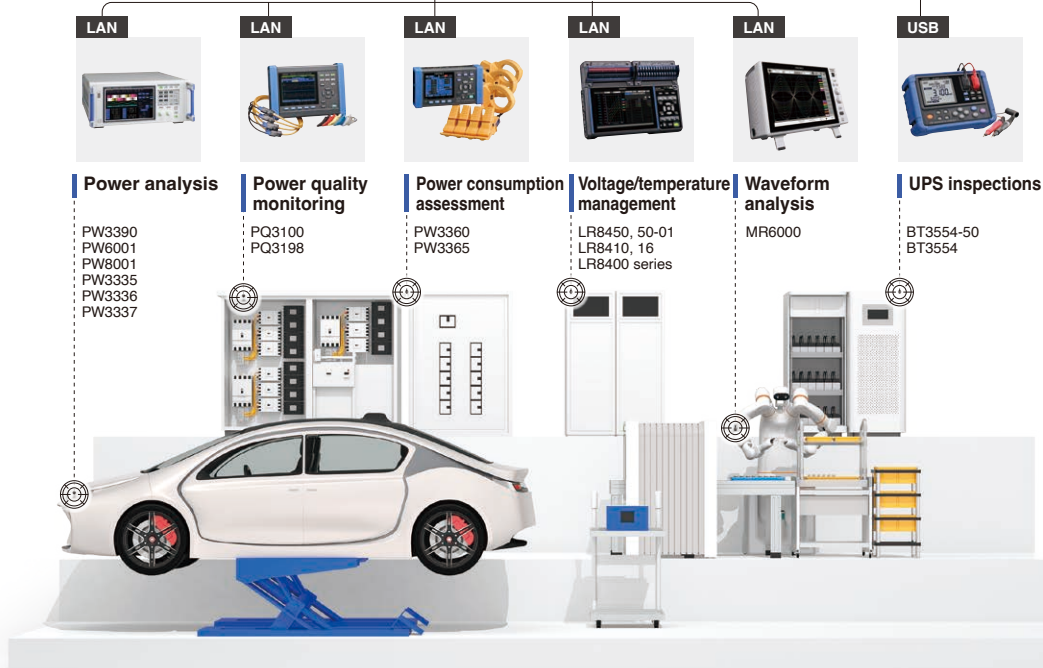 LAN
LAN
LAN
LAN
LAN
USB
Power analysis
PW3390
PW6001
PW8001
PW3335
PW3336
PW3337
Power quality
monitoring
PQ3100
PQ3198
Power consumption
assessment
PW3360
PW3365
Voltage/temperature
management
LR8450, 50-01
LR8410, 16
LR8400 series
Waveform
analysis
MR6000
UPS inspections
BT3554-50
BT3554